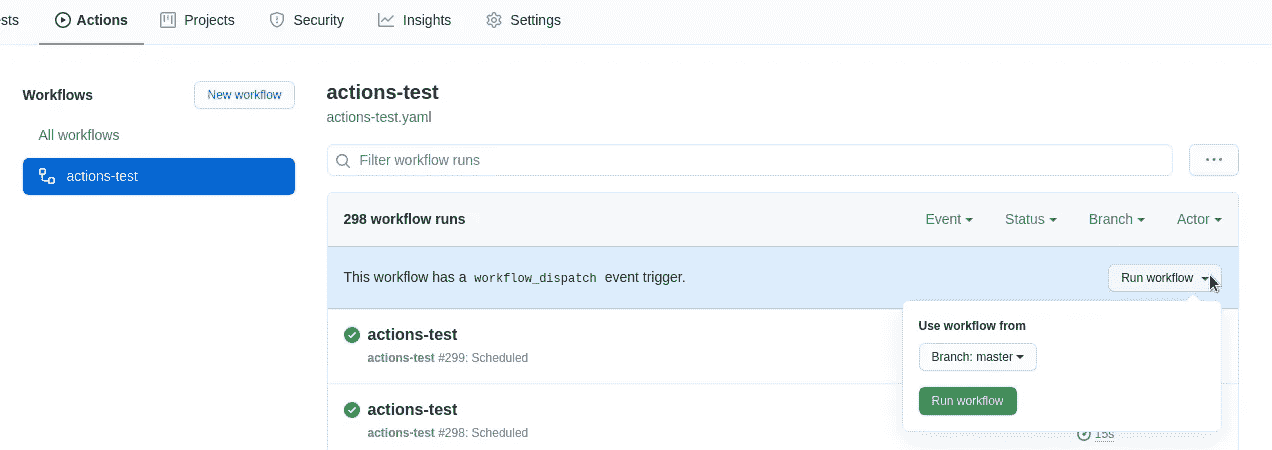 sts Actions Projects Security Insights Settings
Workflows
New workflow
All workflows
actions-test
actions-test
actions-test.yaml
Filter workflow runs
298 workflow runs
Event Status Branch Actor
This workflow has a workflow_dispatch event trigger.
Run workflow
Use workflow from
Branch: master
Run workflow
actions-test
actions-test #299: Scheduled
actions-test
actions-test #298: Scheduled
15s